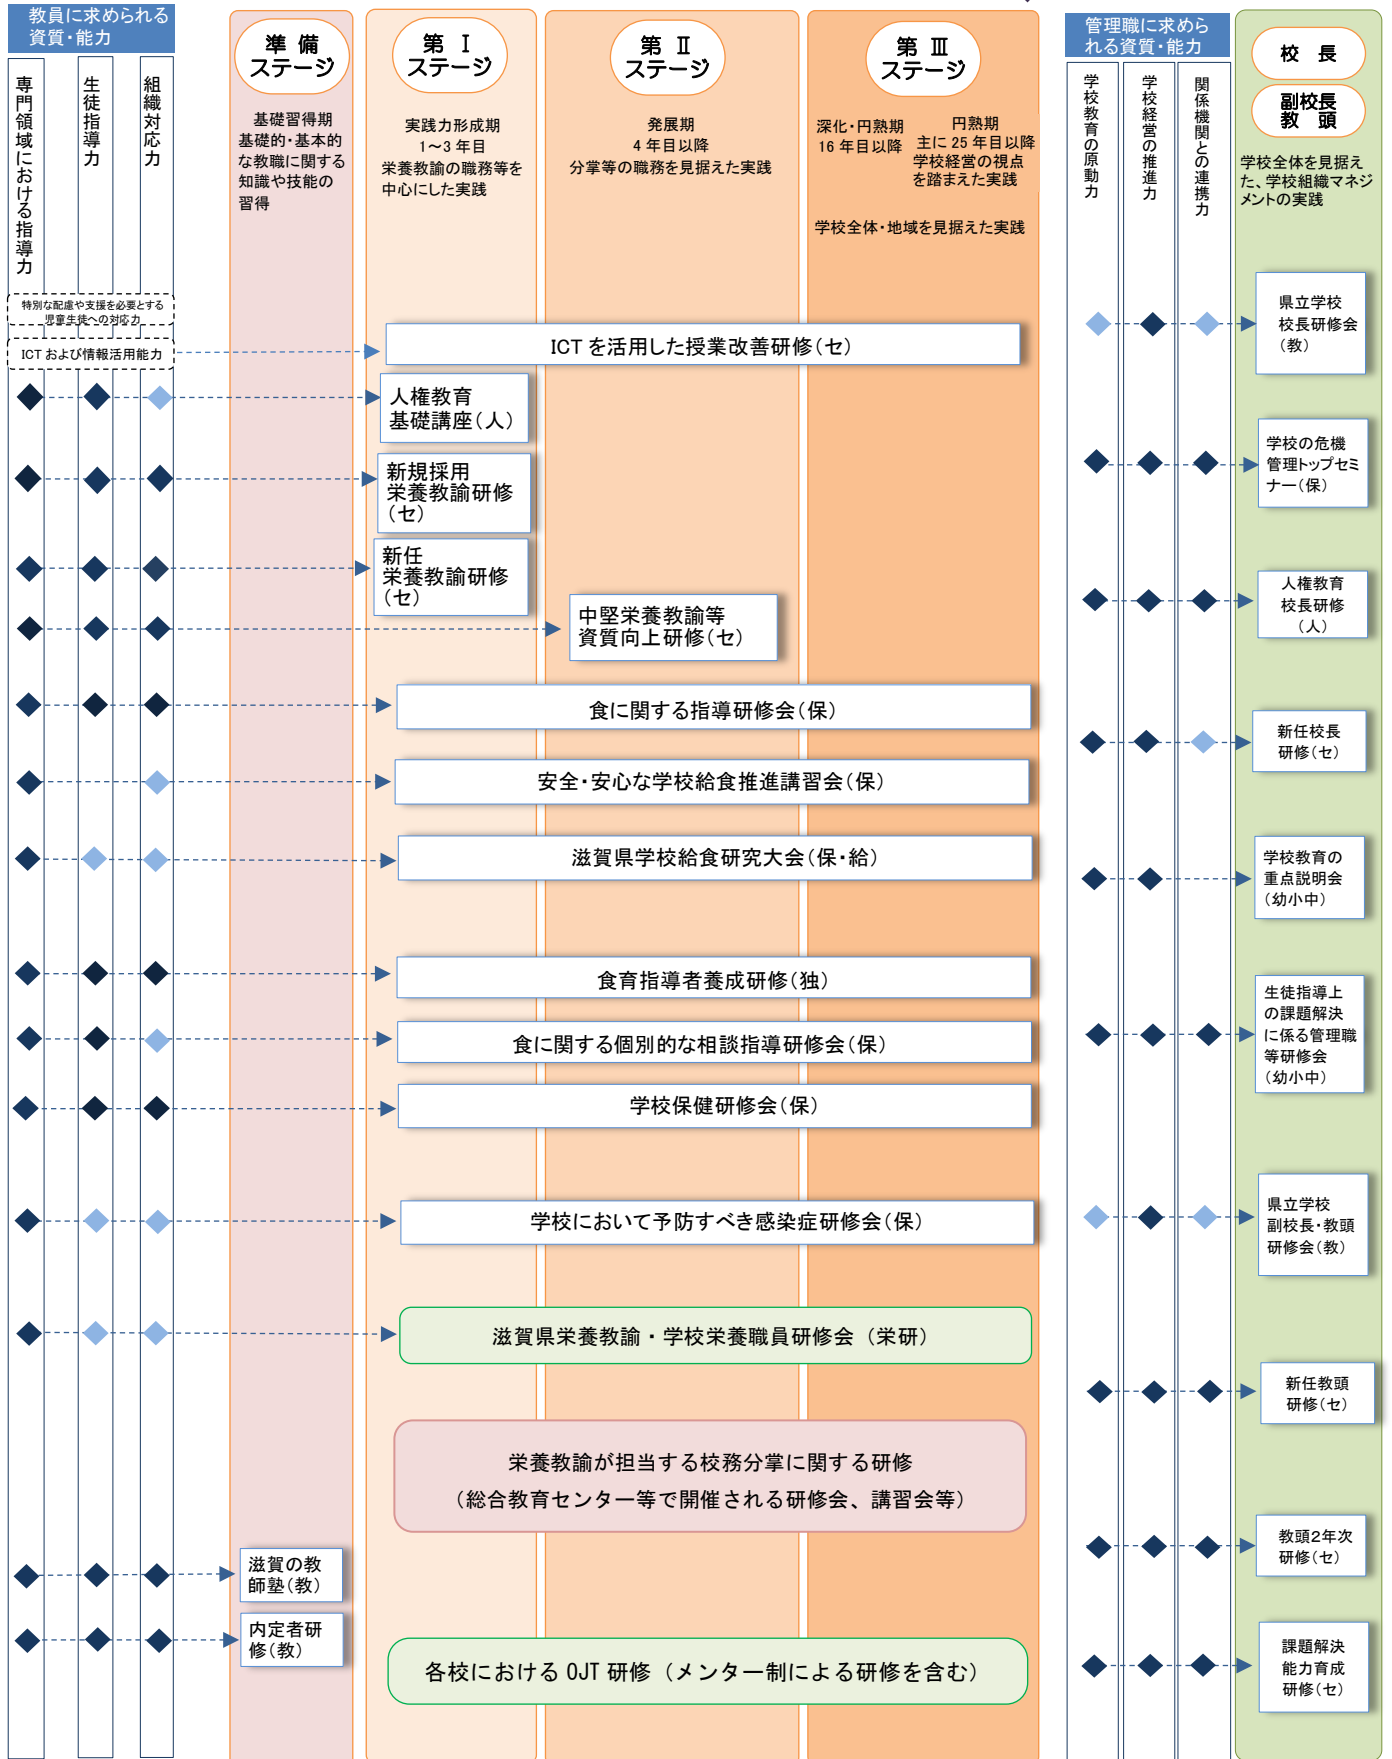 教員に求められる
資質・能力
専門領域における指導力
生徒指導力
組織対応力
特別な配慮や支援を必要とする
児童生徒への対応力
ICT および情報活用能力
準 備
ステージ
基礎習得期
基礎的・基本的
な教職に関する
知識や技能の
習得
第 Ⅰ
ステージ
実践力形成期
1～3 年目
栄養教諭の職務等を
中心にした実践
第 Ⅱ
ステージ
発展期
4 年目以降
分掌等の職務を見据えた実践
第 Ⅲ
ステージ
深化・円熟期
16 年目以降
円熟期
主に 25 年目以降
学校経営の視点
を踏まえた実践
学校全体・地域を見据えた実践
ICT を活用した授業改善研修（セ）
人権教育
基礎講座（人）
新規採用
栄養教諭研修
（セ）
新任
栄養教諭研修
（セ）
中堅栄養教諭等
資質向上研修（セ）
食に関する指導研修会（保）
安全・安心な学校給食推進講習会（保）
滋賀県学校給食研究大会（保・給）
食育指導者養成研修（独）
食に関する個別的な相談指導研修会（保）
学校保健研修会（保）
学校において予防すべき感染症研修会（保）
滋賀県栄養教諭・学校栄養職員研修会（栄研）
栄養教諭が担当する校務分掌に関する研修
（総合教育センター等で開催される研修会、講習会等）
滋賀の教
師塾（教）
内定者研
修（教）
各校における OJT 研修（メンター制による研修を含む）
管理職に求めら
れる資質・能力
学校教育の原動力
学校経営の推進力
関係機関との連携力
校 長
副校長
教 頭
学校全体を見据え
た、学校組織マネジ
メントの実践
県立学校
校長研修会
（教）
学校の危機
管理トップセミ
ナー（保）
人権教育
校長研修
（人）
新任校長
研修（セ）
学校教育の
重点説明会
（幼小中）
生徒指導上
の課題解決
に係る管理職
等研修会
（幼小中）
県立学校
副校長・教頭
研修会（教）
新任教頭
研修（セ）
教頭2年次
研修（セ）
課題解決
能力育成
研修（セ）